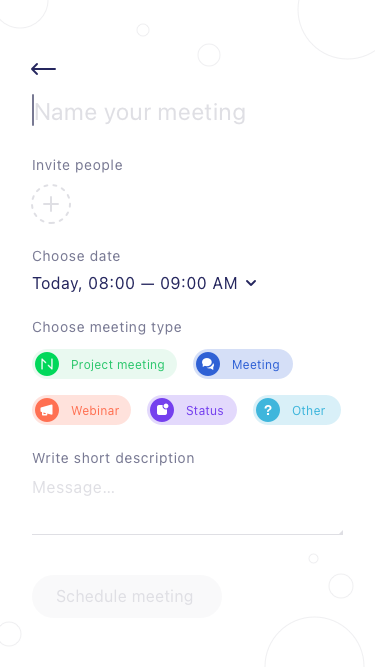 Name your meeting
Invite people
Choose date
Today, 08:00 — 09:00 AM
Choose meeting type
Project meeting
Meeting
Webinar
Status
? Other
Write short description
Message...
Schedule meeting